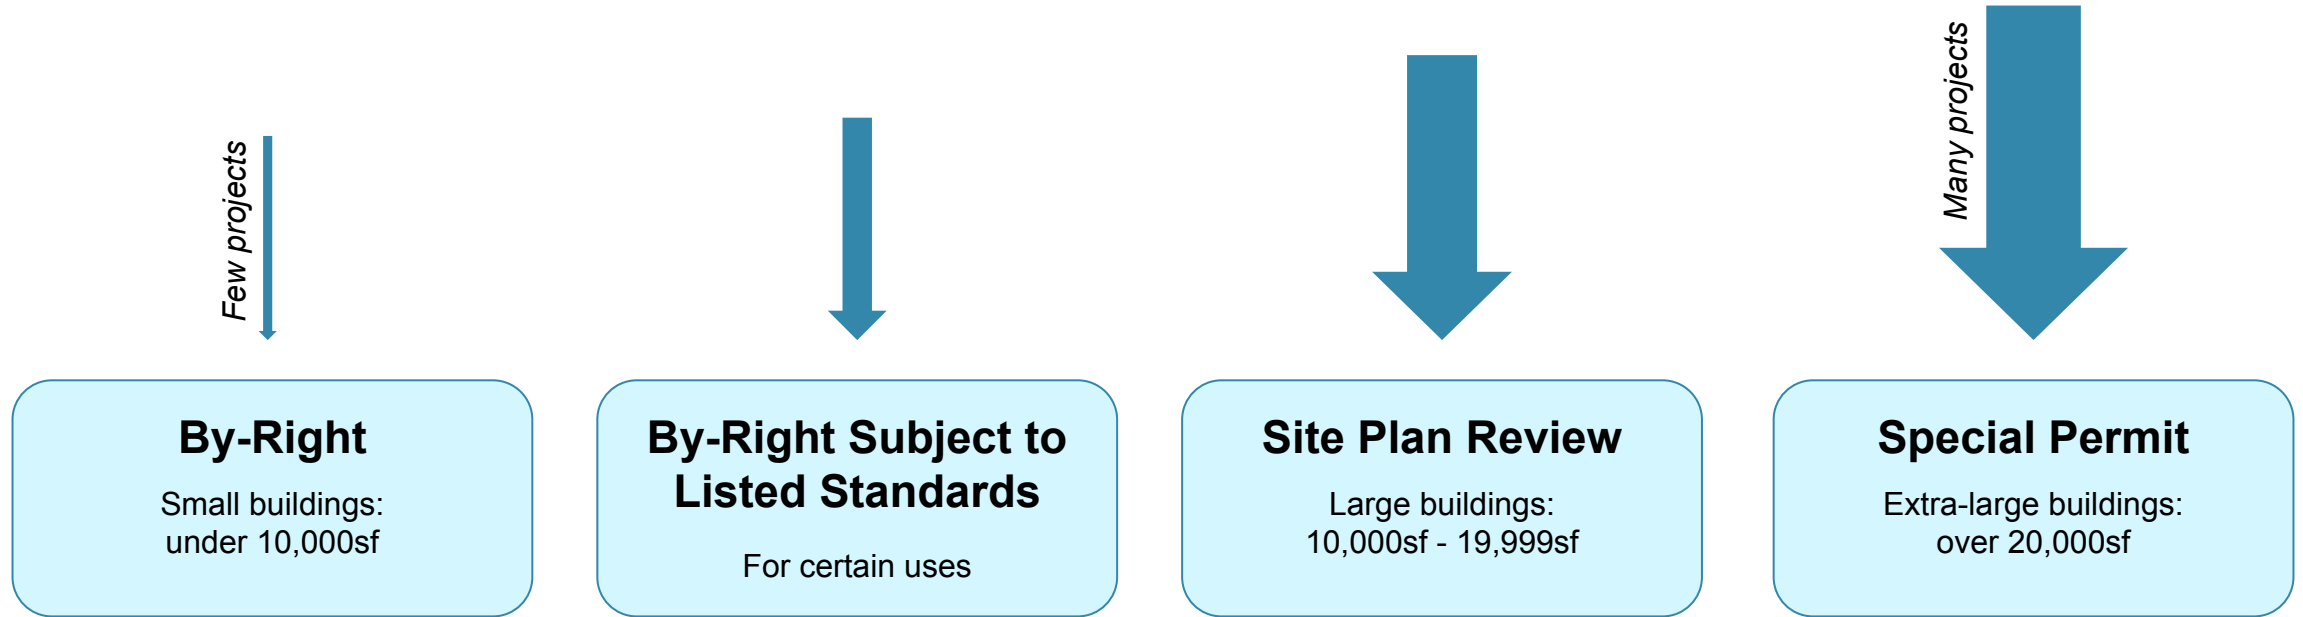 Few projects
Many projects
By-Right
Small buildings:
under 10,000sf
By-Right Subject to
Listed Standards
For certain uses
Site Plan Review
Large buildings:
10,000sf - 19,999sf
Special Permit
Extra-large buildings:
over 20,000sf